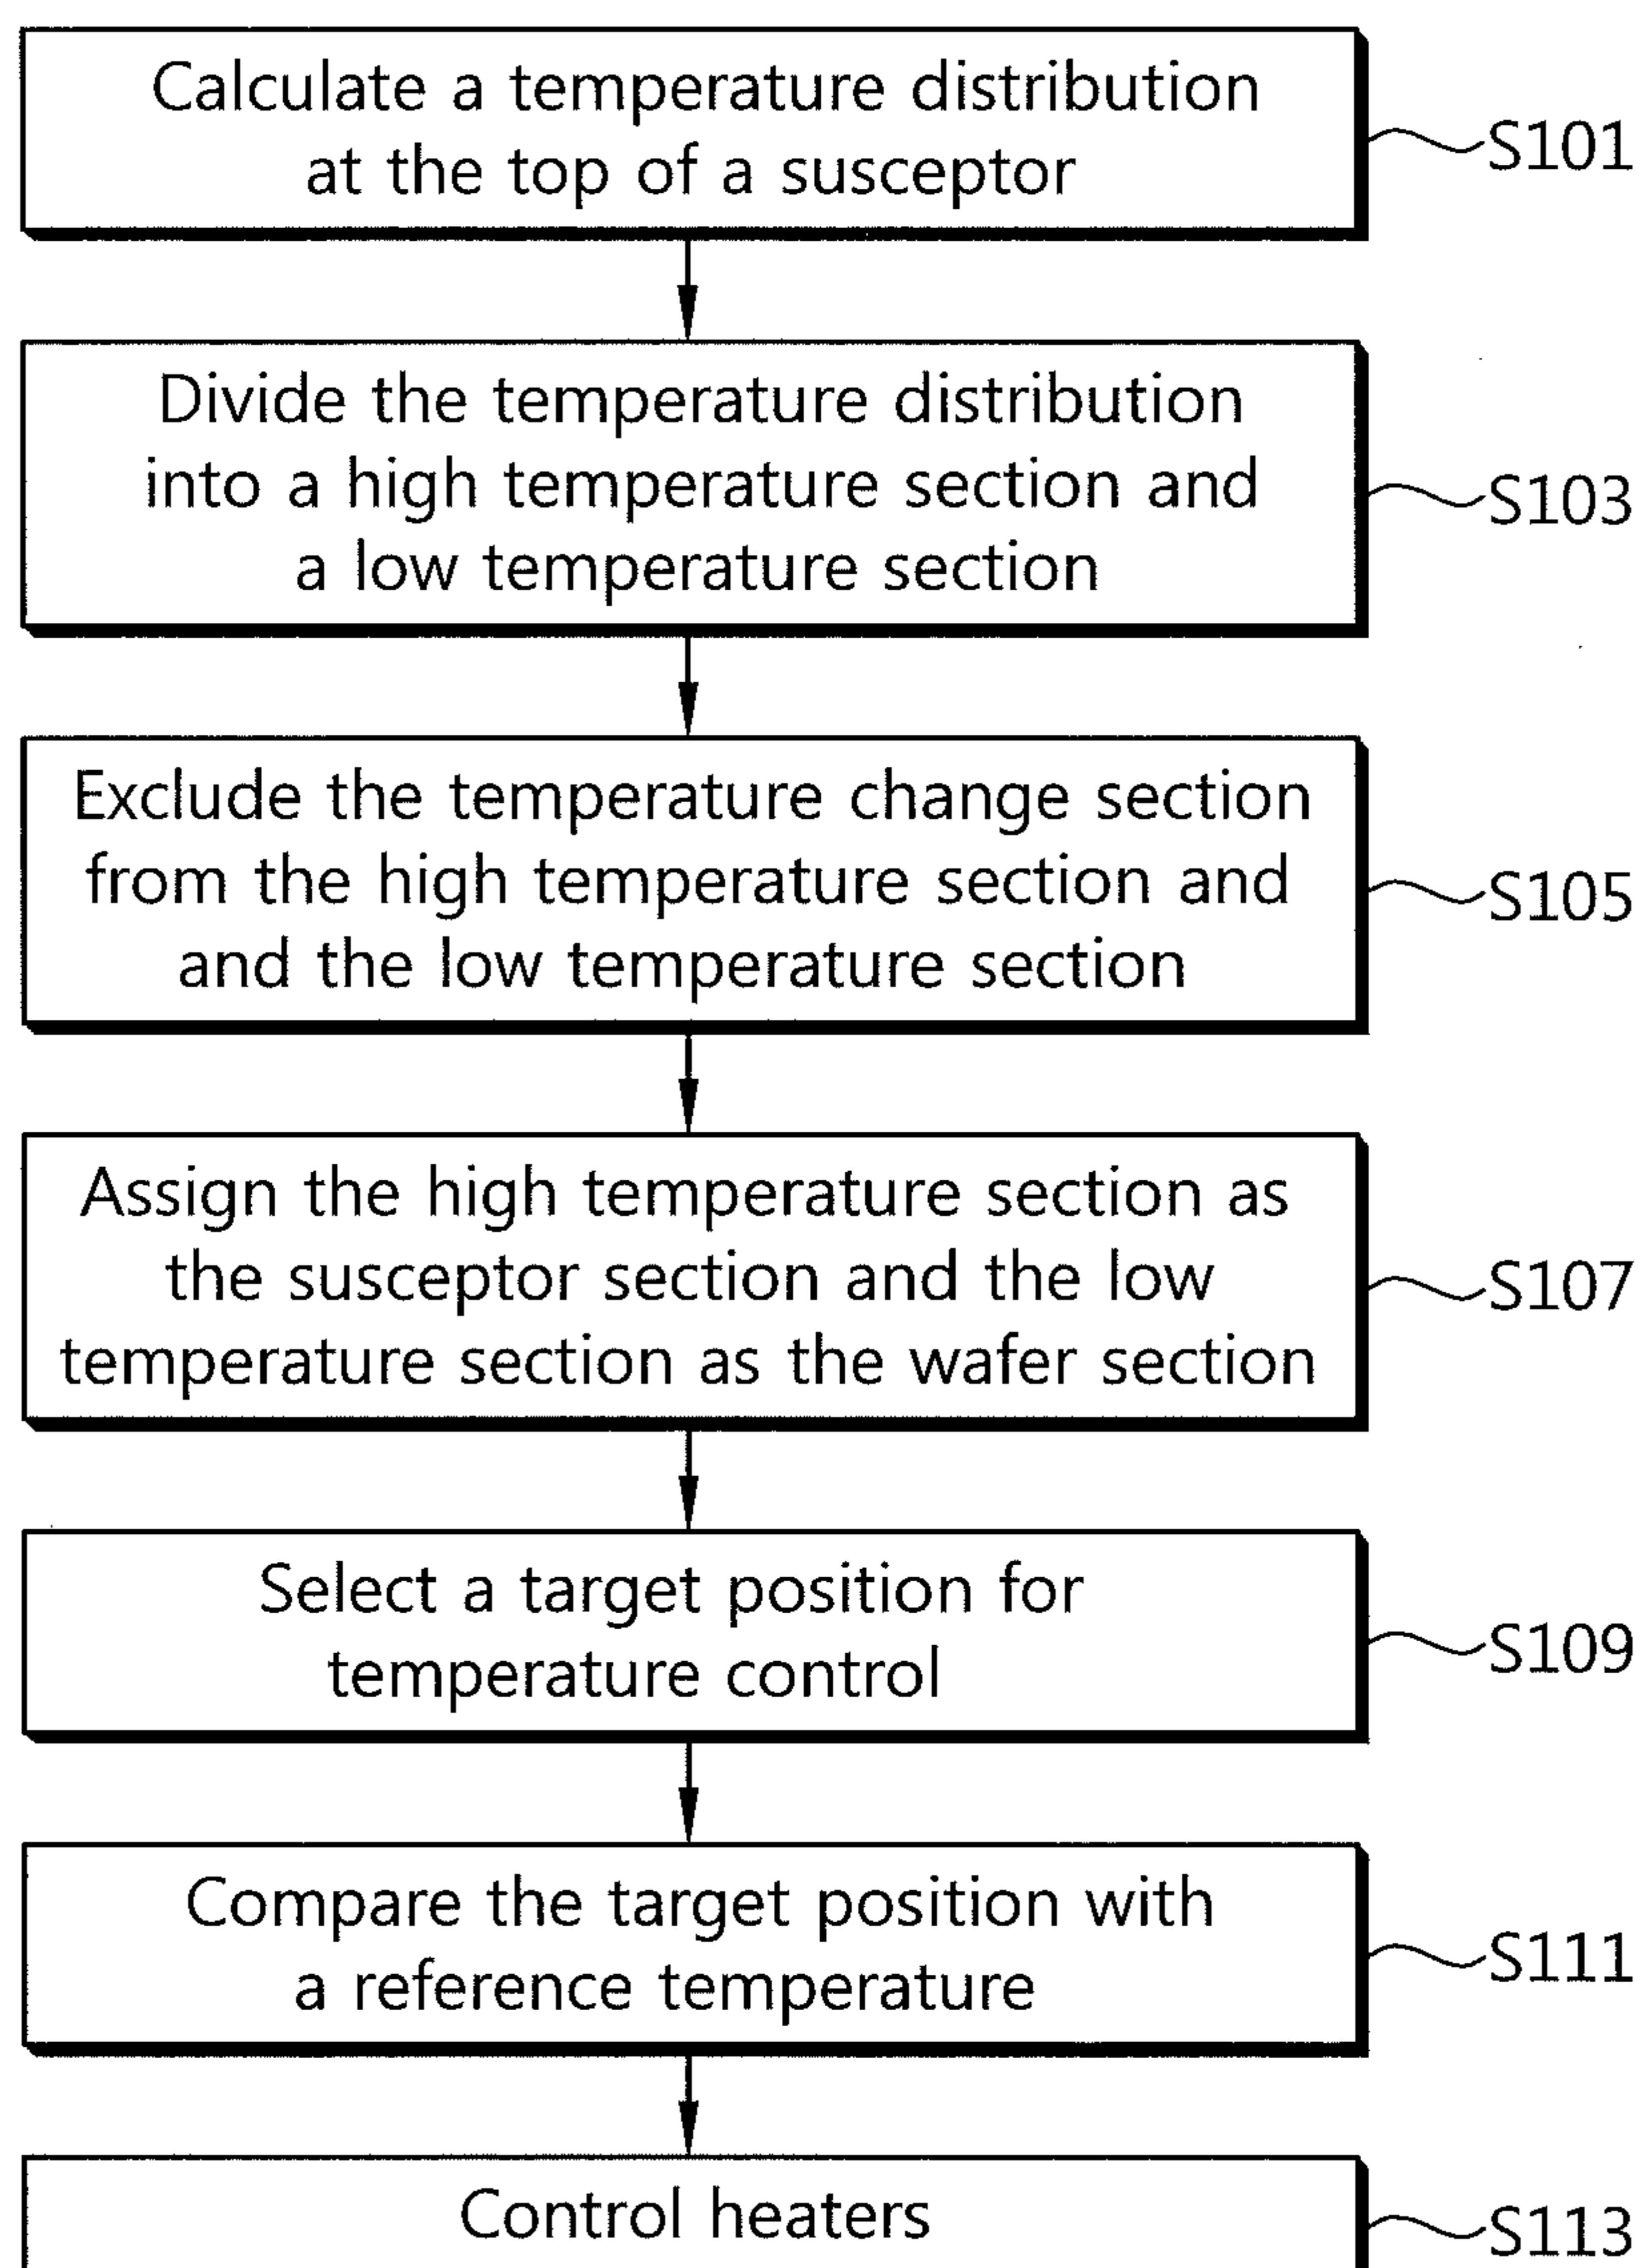 Calculate a temperature distribution
at the top of a susceptor
S101
Divide the temperature distribution
into a high temperature section and
a low temperature section
S103
Exclude the temperature change section
from the high temperature section and
and the low temperature section
S105
Assign the high temperature section as
the susceptor section and the low
temperature section as the wafer section
S107
Select a target position for
temperature control
S109
Compare the target position with
a reference temperature
S111
Control heaters
S113